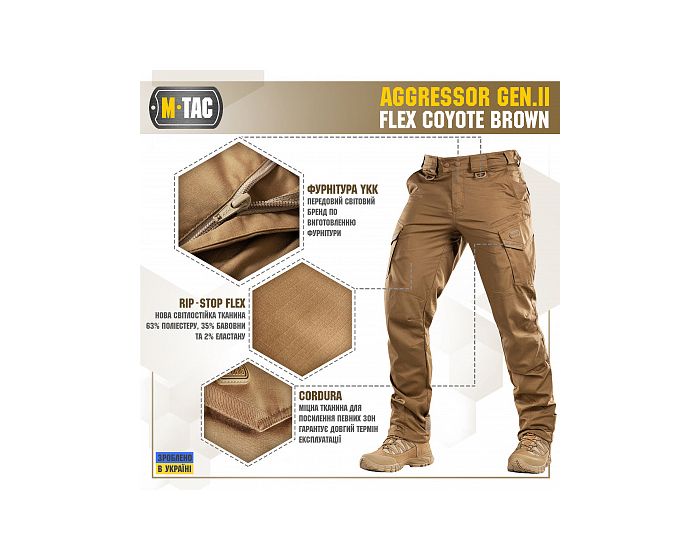 M·TAC
AGGRESSOR GEN.II
FLEX COYOTE BROWN
ФУРНІТУРА YKK
ПЕРЕДОВИЙ СВІТОВИЙ
БРЕНД ПО
ВИГОТОВЛЕННЮ
ФУРНІТУРИ
RIP-STOP FLEX
НОВА СВІТЛОСТІЙКА ТКАНИНА
63% ПОЛІЕСТЕРУ, 35% БАВОВНИ
ТА 2% ЕЛАСТАНУ
CORDURA
МІЦНА ТКАНИНА ДЛЯ
ПОСИЛЕННЯ ПЕВНИХ ЗОН
ГАРАНТУЄ ДОВГИЙ ТЕРМІН
ЕКСПЛУАТАЦІЇ
ЗРОБЛЕНО
В УКРАЇНІ